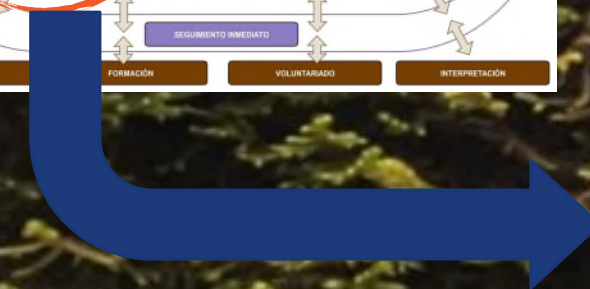 SEGUIMIENTO INMEDIATO
FORMACIÓN
VOLUNTARIADO
INTERPRETACIÓN